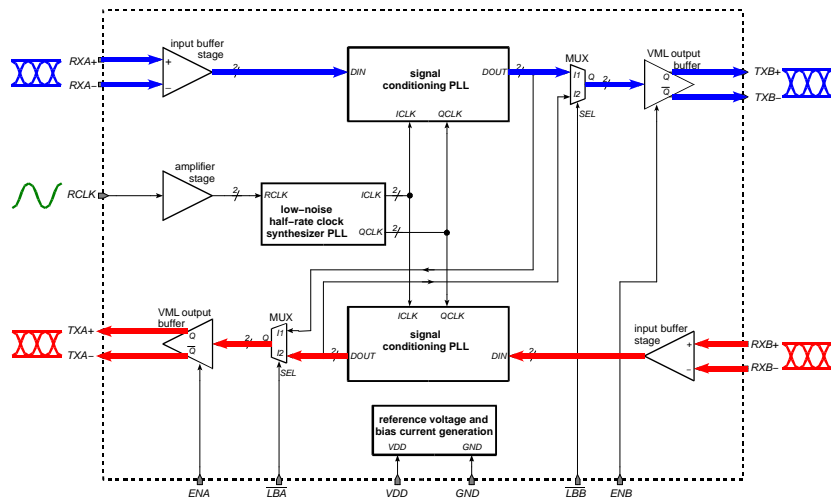 RXA+
RXA−
input buffer
stage
+
−
2
DIN
signal
conditioning PLL
DOUT
ICLK
QCLK
2
MUX
I1
I2
Q
SEL
2
VML output
buffer
Q
Q
TXB+
TXB−
RCLK
amplifier
stage
2
RCLK
ICLK
low−noise
half−rate clock
synthesizer PLL
QCLK
2
2
TXA+
TXA−
VML output
buffer
Q
Q
2
MUX
Q
I1
I2
SEL
ICLK
QCLK
signal
conditioning PLL
DOUT
DIN
2
input buffer
stage
+
−
RXB+
RXB−
reference voltage and
bias current generation
VDD
GND
ENA
LBA
VDD
GND
LBB
ENB